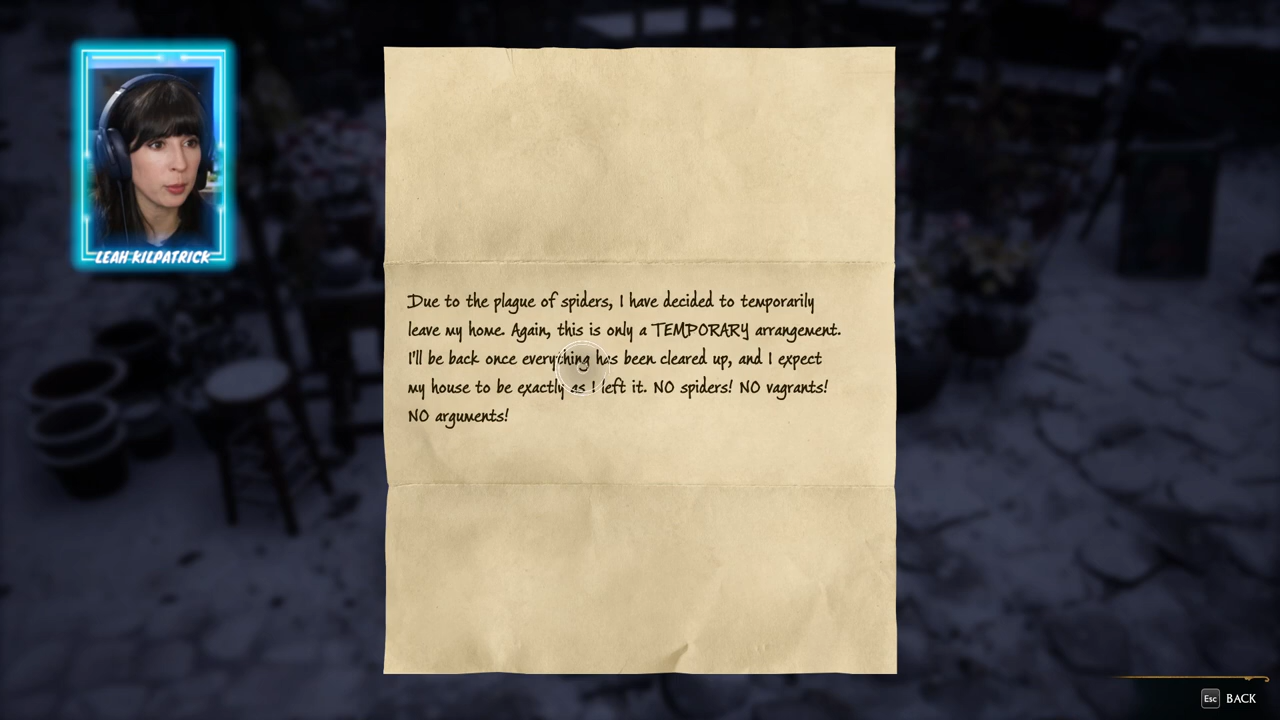 LEAH KILPATRICK
Due to the plague of spiders, I have decided to temporarily
leave my home. Again, this is only a TEMPORARY arrangement.
I'll be back once everything has been cleared up, and I expect
my house to be exactly as I left it. NO spiders! NO vagrants!
NO arguments!
Esc BACK